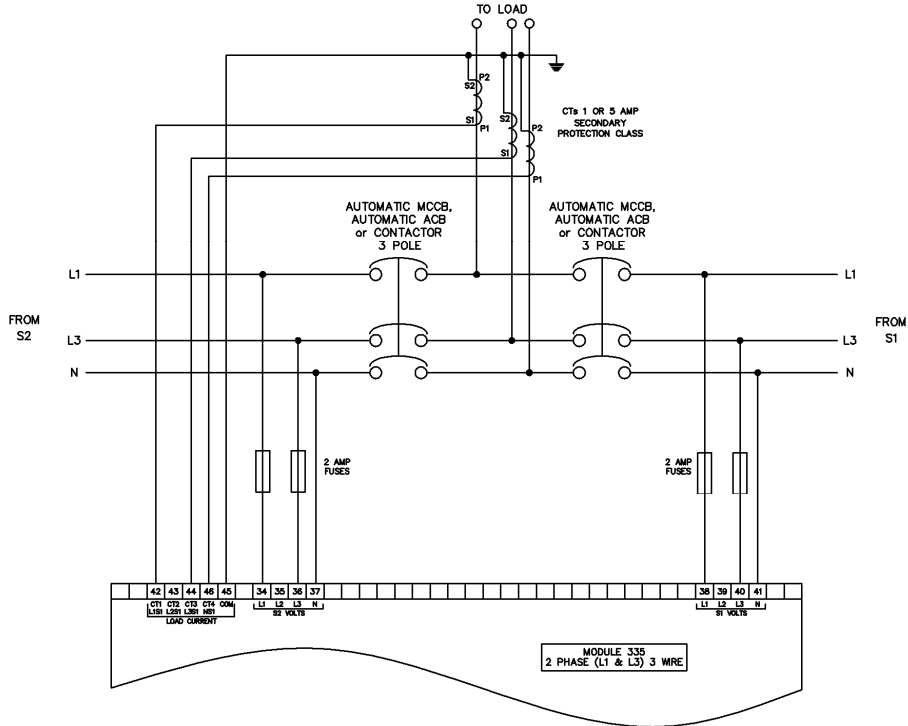 TO LOAD
S2
P2
S1
P1
S2
S1
P2
P1
CTs 1 OR 5 AMP
SECONDARY
PROTECTION CLASS
AUTOMATIC MCCB,
AUTOMATIC ACB
or CONTACTOR
3 POLE
AUTOMATIC MCCB,
AUTOMATIC ACB
or CONTACTOR
3 POLE
L1
L1
FROM
S2
L3
L3
FROM
S1
N
N
2 AMP
FUSES
2 AMP
FUSES
42 43 44 46 45 34 35 36 37 38 39 40 41
CT1 CT2 CT3 CT4 COM
L1S1 L2S1 L3S1 NS1
LOAD CURRENT
L1 L2 L3 N
S2 VOLTS
L1 L2 L3 N
S1 VOLTS
MODULE 335
2 PHASE (L1 & L3) 3 WIRE